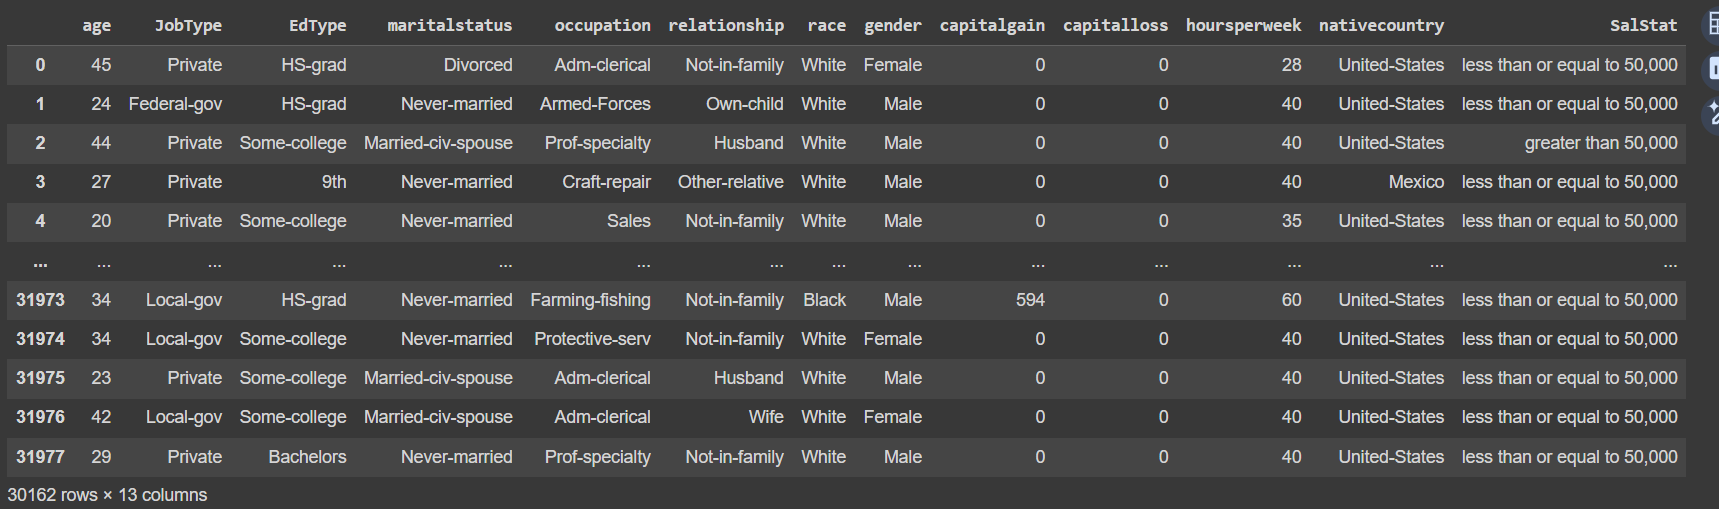 age JobType EdType maritalstatus occupation relationship race gender capitalgain capitalloss hoursperweek nativecountry SalStat
0 45 Private HS-grad Divorced Adm-clerical Not-in-family White Female 0 0 28 United-States less than or equal to 50,000
1 24 Federal-gov HS-grad Never-married Armed-Forces Own-child White Male 0 0 40 United-States less than or equal to 50,000
2 44 Private Some-college Married-civ-spouse Prof-specialty Husband White Male 0 0 40 United-States greater than 50,000
3 27 Private 9th Never-married Craft-repair Other-relative White Male 0 0 40 Mexico less than or equal to 50,000
4 20 Private Some-college Never-married Sales Not-in-family White Male 0 0 35 United-States less than or equal to 50,000
... ... ... ... ... ... ... ... ... ... ... ... ... ...
31973 34 Local-gov HS-grad Never-married Farming-fishing Not-in-family Black Male 594 0 60 United-States less than or equal to 50,000
31974 34 Local-gov Some-college Never-married Protective-serv Not-in-family White Female 0 0 40 United-States less than or equal to 50,000
31975 23 Private Some-college Married-civ-spouse Adm-clerical Husband White Male 0 0 40 United-States less than or equal to 50,000
31976 42 Local-gov Some-college Married-civ-spouse Adm-clerical Wife White Female 0 0 40 United-States less than or equal to 50,000
31977 29 Private Bachelors Never-married Prof-specialty Not-in-family White Male 0 0 40 United-States less than or equal to 50,000
30162 rows × 13 columns